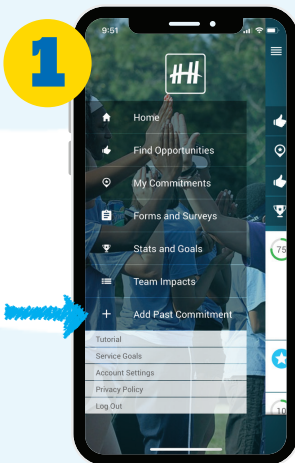 1
9:51
HH
Home
Find Opportunities
My Commitments
Forms and Surveys
Stats and Goals
Team Impacts
Add Past Commitment
Tutorial
Service Goals
Account Settings
Privacy Policy
Log Out
75
10